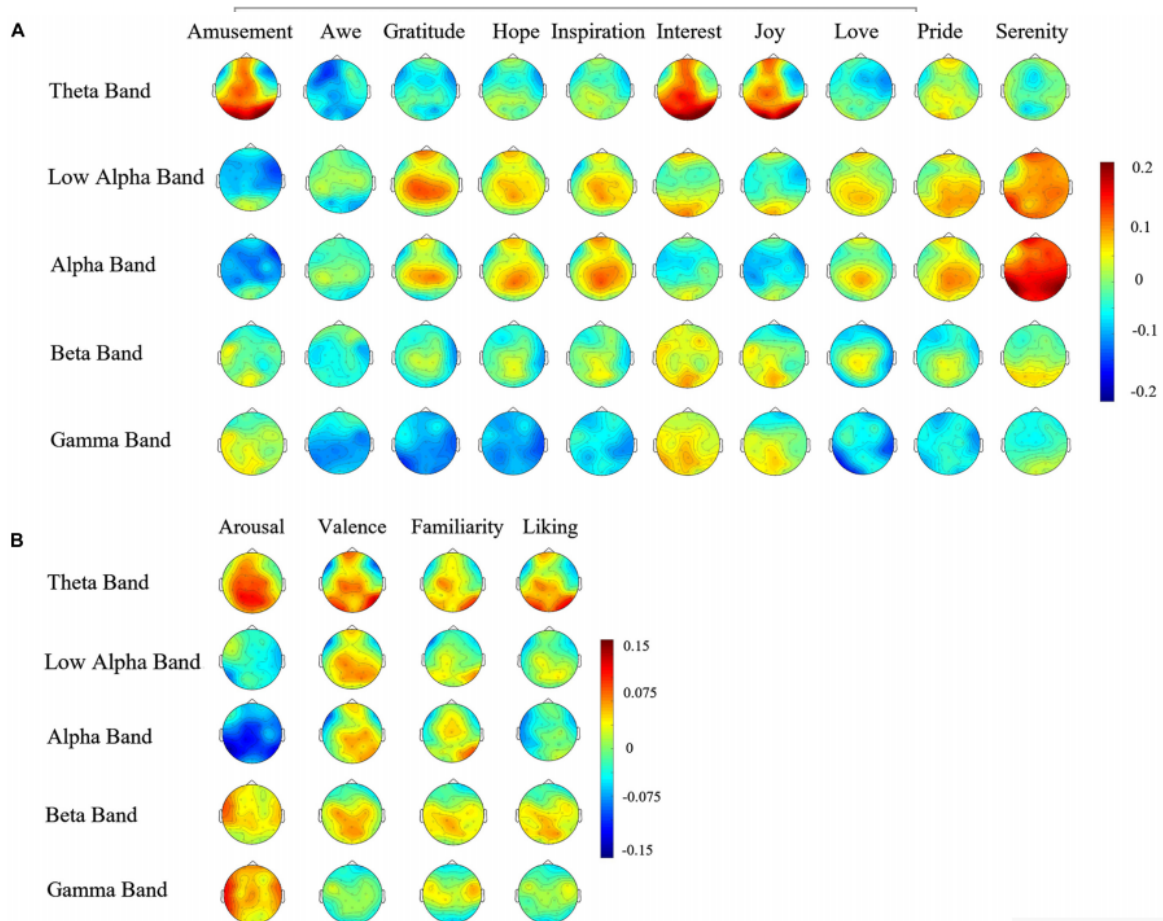 A
Amusement Awe Gratitude Hope Inspiration Interest Joy Love Pride Serenity
Theta Band
Low Alpha Band
0.2
0.1
Alpha Band
0
-0.1
Beta Band
-0.2
Gamma Band
B
Arousal Valence Familiarity Liking
Theta Band
0.15
Low Alpha Band
0.075
Alpha Band
0
-0.075
Beta Band
-0.15
Gamma Band